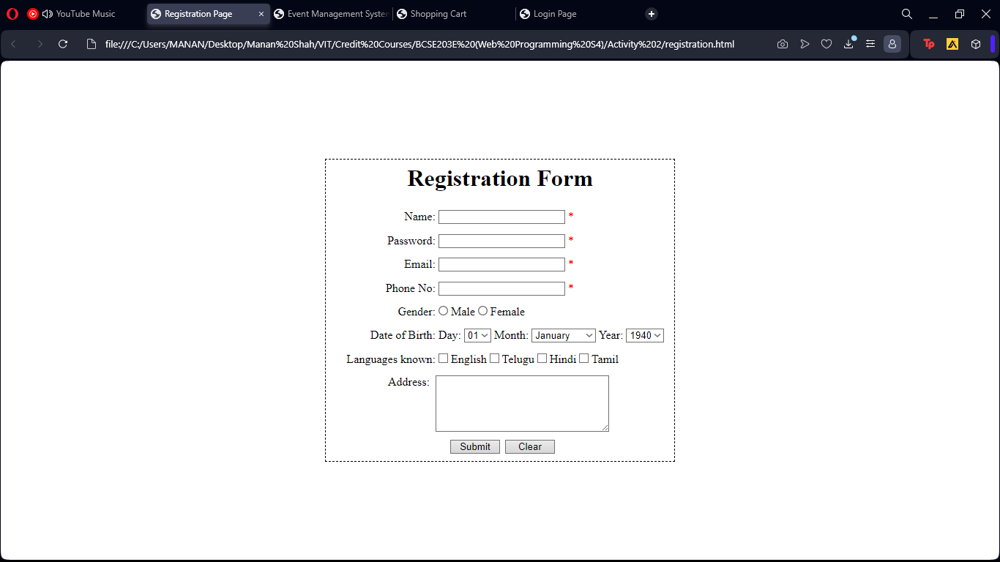 YouTube Music Registration Page Event Management System Shopping Cart Login Page
file:///C:/Users/MANAN/Desktop/Manan%20Shah/VIT/Credit%20Courses/BCSE203E%20(Web%20Programming%20S4)/Activity%202/registration.html Tp
Registration Form
Name: *
Password: *
Email: *
Phone No: *
Gender: Male Female
Date of Birth: Day: 01 Month: January Year: 1940
Languages known: English Telugu Hindi Tamil
Address:
Submit Clear